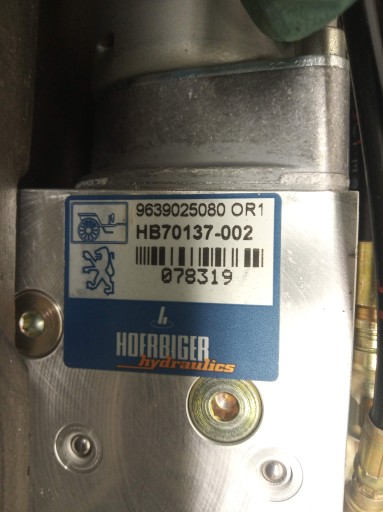 9639025080 OR1
HB70137-002
078319
HOERBIGER
hydraulics